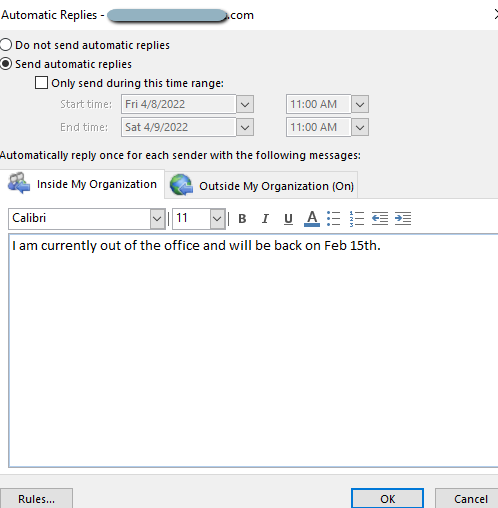 Automatic Replies - .com
Do not send automatic replies
Send automatic replies
Only send during this time range:
Start time: Fri 4/8/2022 11:00 AM
End time: Sat 4/9/2022 11:00 AM
Automatically reply once for each sender with the following messages:
Inside My Organization Outside My Organization (On)
Calibri 11 B I U A
I am currently out of the office and will be back on Feb 15th.
Rules... OK Cancel